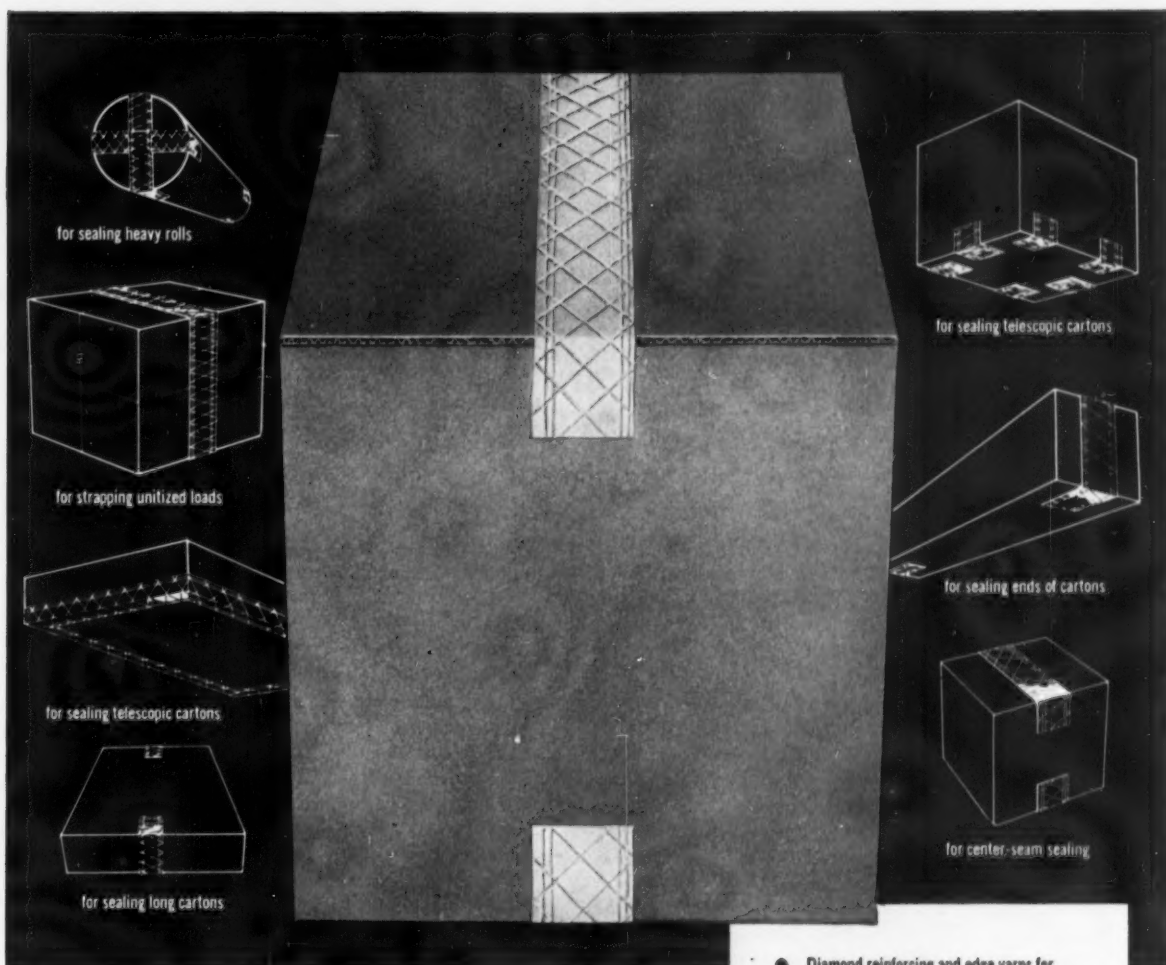 for sealing heavy rolls
for strapping unitized loads
for sealing telescopic cartons
for sealing long cartons
for sealing telescopic cartons
for sealing ends of cartons
for center-seam sealing
● Diamond reinforcing and edge yarns for